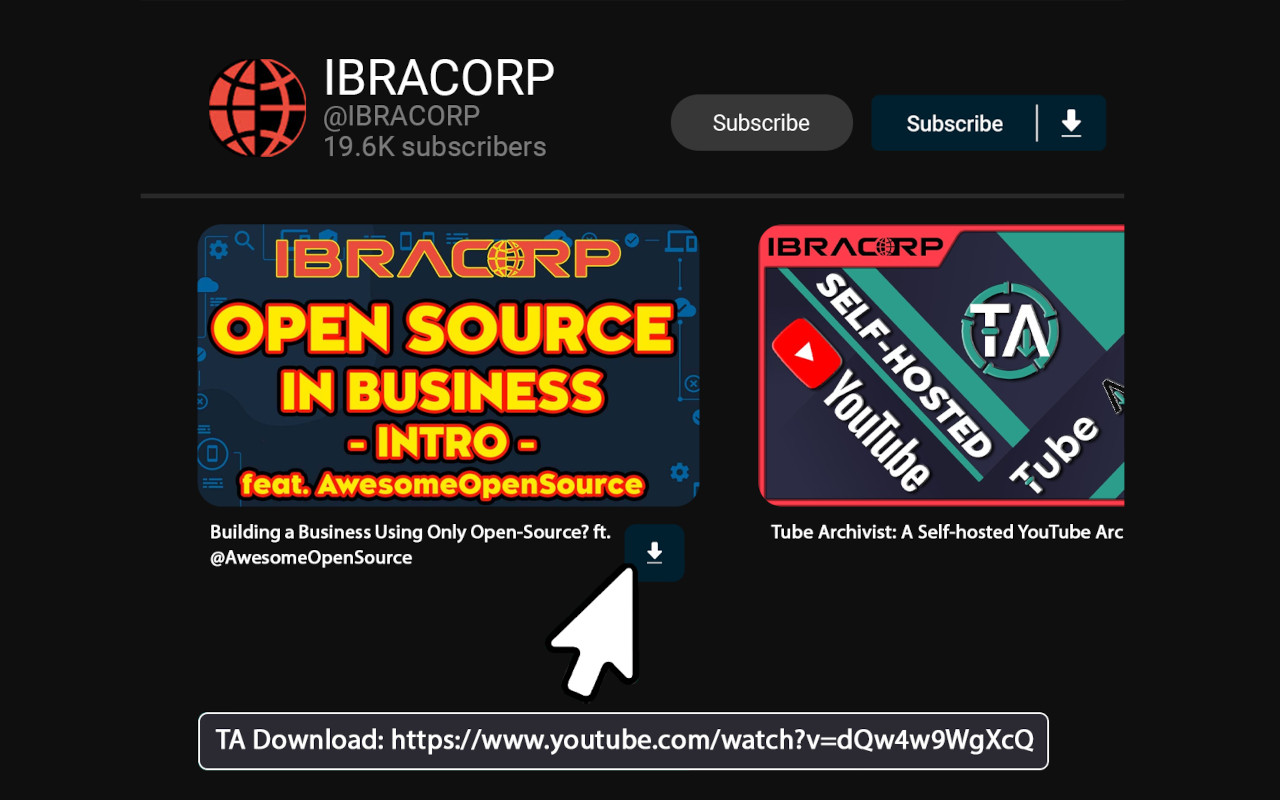 IBRACORP
@IBRACORP
19.6K subscribers
Subscribe
Subscribe
IBRACORP
OPEN SOURCE
IN BUSINESS
- INTRO -
feat. AwesomeOpenSource
Building a Business Using Only Open-Source? ft.
@AwesomeOpenSource
IBRACORP
SELF-HOSTED
YouTube
TA
Tube
A
Tube Archivist: A Self-hosted YouTube Arc
TA Download: https://www.youtube.com/watch?v=dQw4w9WgXcQ